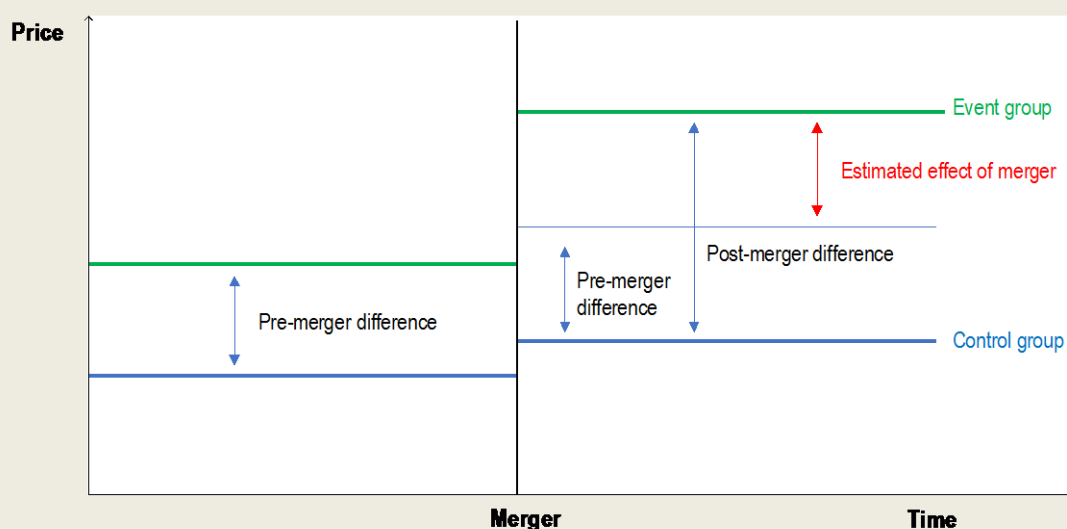 Price
Event group
Estimated effect of merger
Post-merger difference
Pre-merger
difference
Pre-merger difference
Control group
Merger
Time